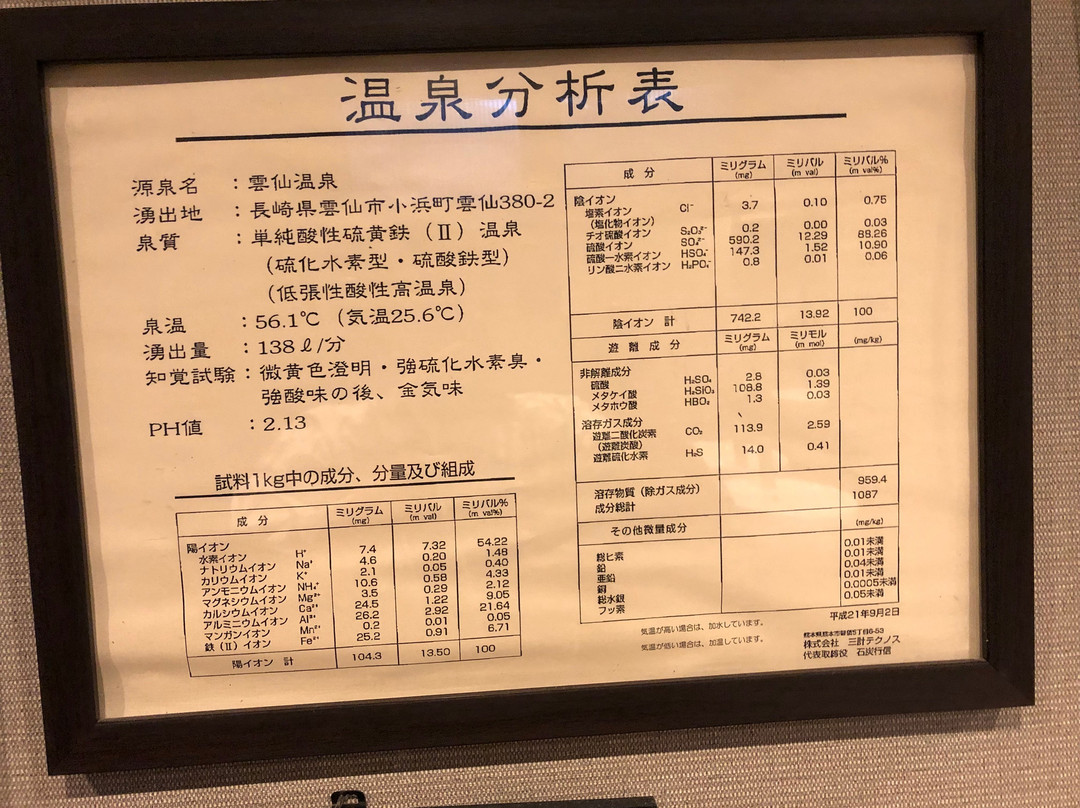 温泉分析表
源泉名 : 雲仙温泉
湧出地 : 長崎県雲仙市小浜町雲仙380-2
泉質 : 単純酸性硫黄鉄(Ⅱ)温泉
(硫化水素型・硫酸鉄型)
(低張性酸性高温泉)
泉温 : 56.1℃ (気温25.6℃)
湧出量 : 138ℓ/分
知覚試験 : 微黄色澄明・強硫化水素臭・
強酸味の後、金気味
PH値 : 2.13
試料1kg中の成分、分量及び組成
成分 ミリグラム(mg) ミリバル(m val) ミリバル%(m val%)
陽イオン
水素イオン H⁺ 7.4 7.32 54.22
ナトリウムイオン Na⁺ 4.6 0.20 1.48
カリウムイオン K⁺ 2.1 0.05 0.40
アンモニウムイオン NH₄⁺ 10.6 0.58 4.33
マグネシウムイオン Mg²⁺ 3.5 0.29 2.12
カルシウムイオン Ca²⁺ 24.5 1.22 9.05
アルミニウムイオン Al³⁺ 26.2 2.92 21.64
マンガンイオン Mn²⁺ 0.2 0.01 0.05
鉄(Ⅱ)イオン Fe²⁺ 25.2 0.91 6.71
陽イオン 計 104.3 13.50 100
成分 ミリグラム(mg) ミリバル(m val) ミリバル%(m val%)
陰イオン
塩素イオン Cl⁻ 3.7 0.10 0.75
(塩化物イオン)
チオ硫酸イオン S₂O₃²⁻ 0.2 0.00 0.03
硫酸イオン SO₄²⁻ 590.2 12.29 89.26
硫酸一水素イオン HSO₄⁻ 147.3 1.52 10.90
リン酸二水素イオン H₂PO₄⁻ 0.8 0.01 0.06
陰イオン 計 742.2 13.92 100
遊離成分 ミリグラム(mg) ミリモル(m mol) (mg/kg)
非解離成分
硫酸 H₂SO₄ 2.8 0.03
メタケイ酸 H₂SiO₃ 108.8 1.39
メタホウ酸 HBO₂ 1.3 0.03
溶存ガス成分
遊離二酸化炭素 CO₂ 113.9 2.59
(遊離炭酸)
遊離硫化水素 H₂S 14.0 0.41
溶存物質(除ガス成分) 959.4
成分総計 1087
その他微量成分 (mg/kg)
総ヒ素 0.01未満
鉛 0.01未満
亜鉛 0.04未満
銅 0.01未満
総水銀 0.0005未満
フッ素 0.05未満
平成21年9月2日
気温が高い場合は、加水しています。
気温が低い場合は、加温しています。
株式会社 三計テクノス
代表取締役 石炭行信